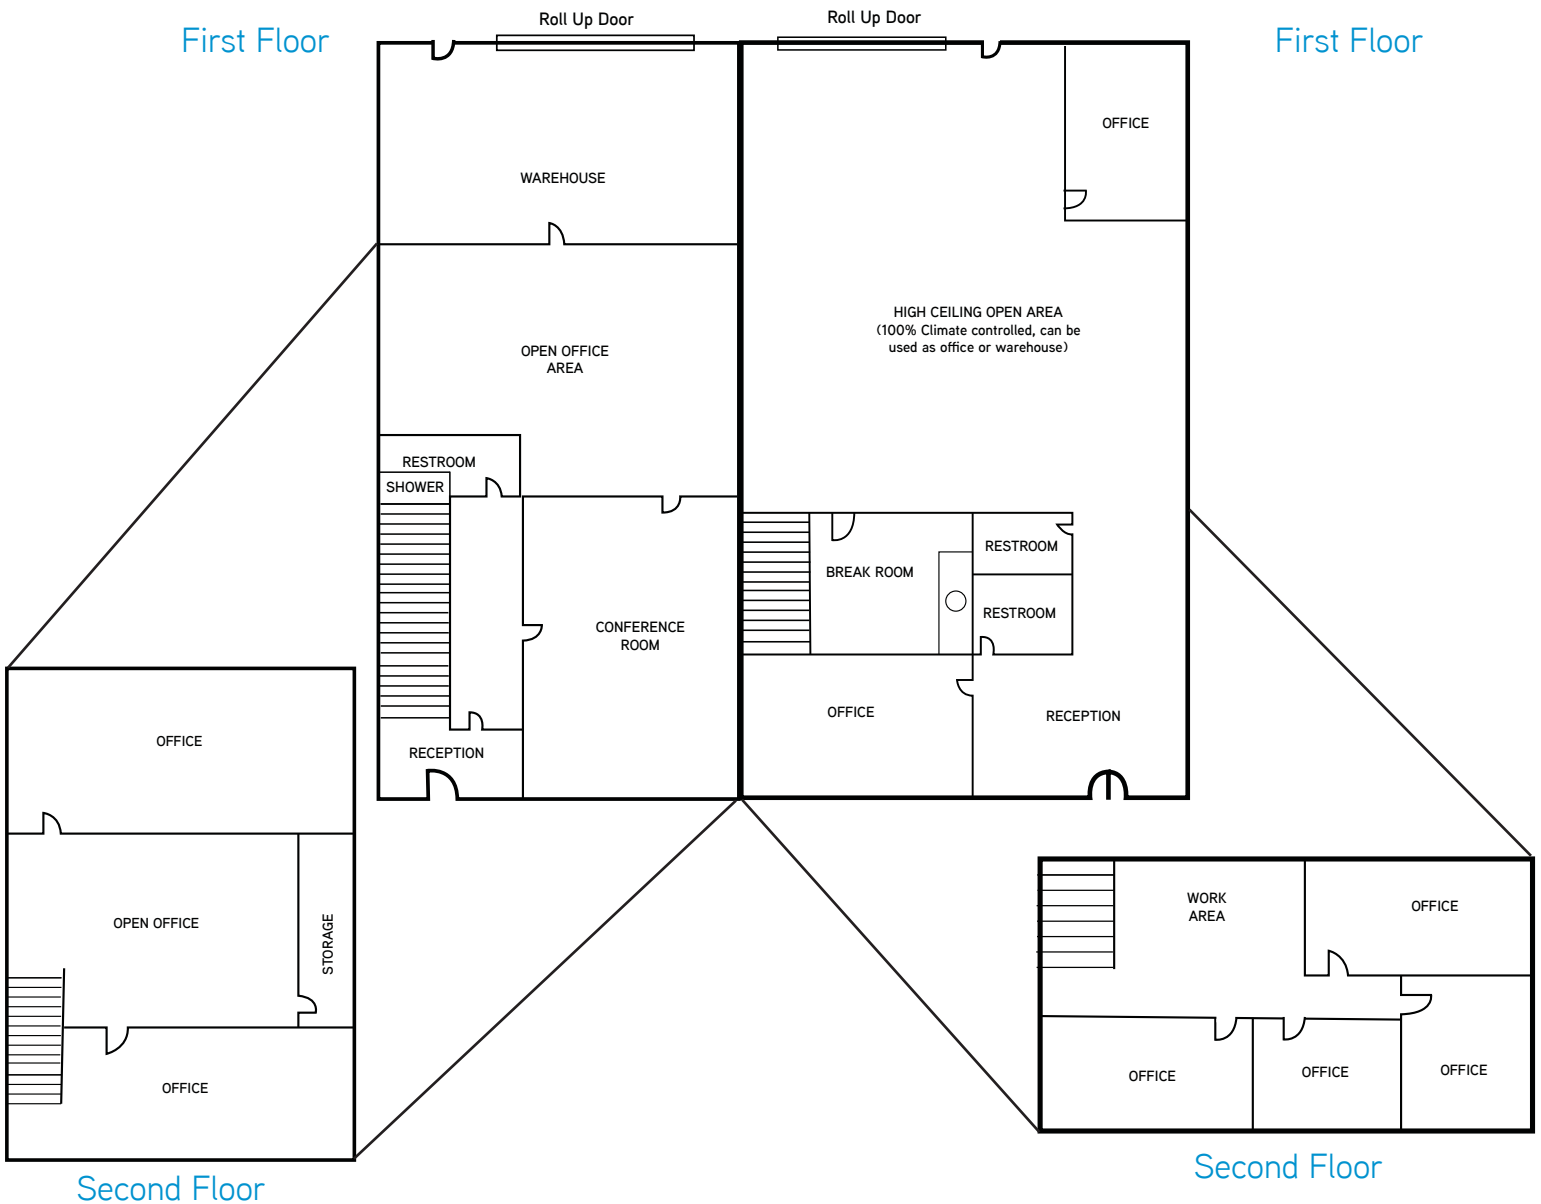 Roll Up Door
Roll Up Door
First Floor
First Floor
OFFICE
WAREHOUSE
HIGH CEILING OPEN AREA
(100% Climate controlled, can be
used as office or warehouse)
OPEN OFFICE
AREA
RESTROOM
SHOWER
RESTROOM
BREAK ROOM
RESTROOM
CONFERENCE
ROOM
OFFICE
RECEPTION
RECEPTION
OFFICE
OPEN OFFICE
STORAGE
OFFICE
WORK
AREA
OFFICE
OFFICE
OFFICE
OFFICE
Second Floor
Second Floor